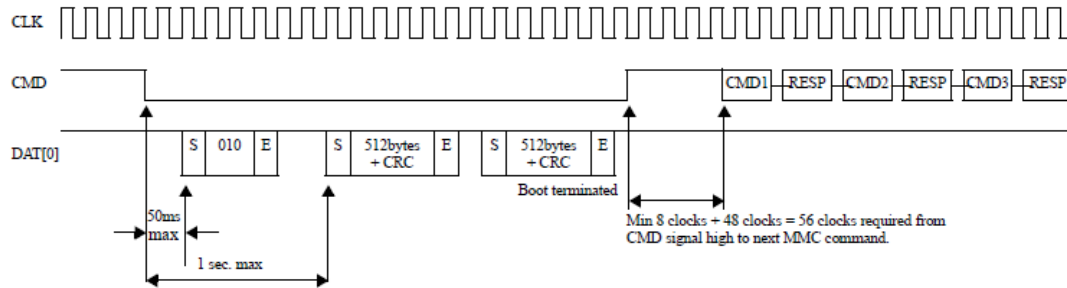 CLK
CMD
CMD1 RESP CMD2 RESP CMD3 RESP
DAT[0]
S 010 E S 512bytes + CRC E S 512bytes + CRC E
Boot terminated
50ms
max
1 sec. max
Min 8 clocks + 48 clocks = 56 clocks required from
CMD signal high to next MMC command.